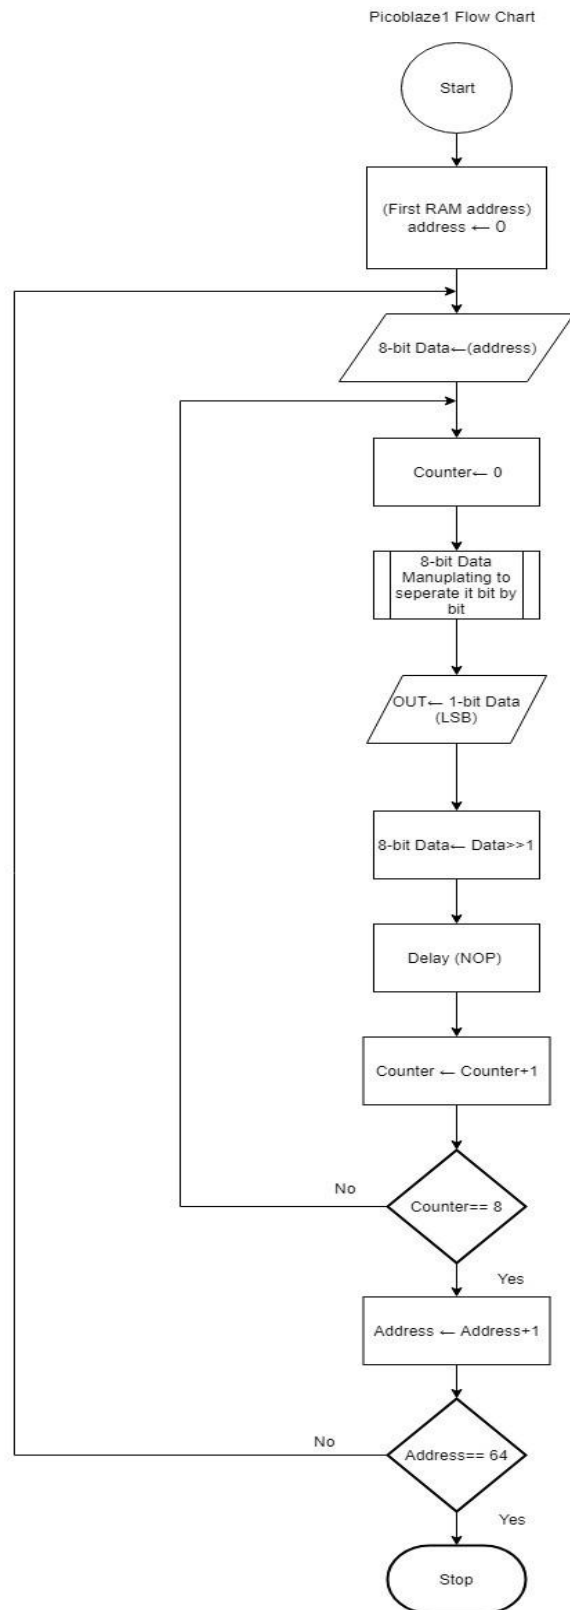 Picoblaze1 Flow Chart
Start
(First RAM address)
address ← 0
8-bit Data←(address)
Counter← 0
8-bit Data
Manuplating to
seperate it bit by
bit
OUT← 1-bit Data
(LSB)
8-bit Data← Data>>1
Delay (NOP)
Counter ← Counter+1
No
Counter== 8
Yes
Address ← Address+1
No
Address== 64
Yes
Stop